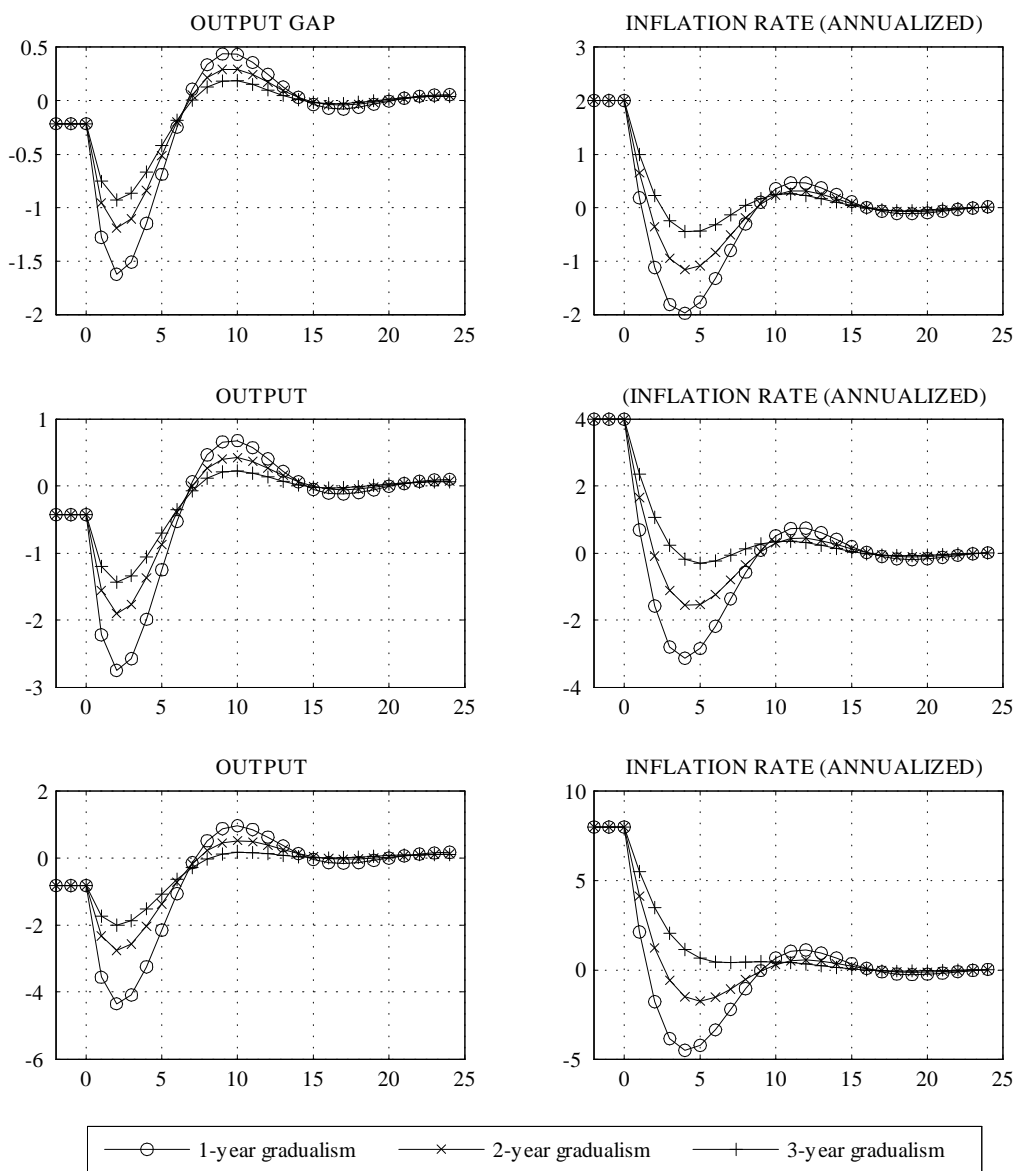 OUTPUT GAP
0.5
0
-0.5
-1
-1.5
-2
0 5 10 15 20 25
INFLATION RATE (ANNUALIZED)
3
2
1
0
-1
-2
0 5 10 15 20 25
OUTPUT
1
0
-1
-2
-3
0 5 10 15 20 25
(INFLATION RATE (ANNUALIZED)
4
2
0
-2
-4
0 5 10 15 20 25
OUTPUT
2
0
-2
-4
-6
0 5 10 15 20 25
INFLATION RATE (ANNUALIZED)
10
5
0
-5
0 5 10 15 20 25
1-year gradualism 2-year gradualism 3-year gradualism